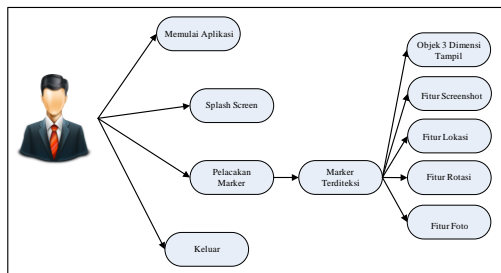 Memulai Aplikasi
Splash Screen
Pelacakan
Marker
Keluar
Marker
Terditeksi
Objek 3 Dimensi
Tampil
Fitur Screenshot
Fitur Lokasi
Fitur Rotasi
Fitur Foto